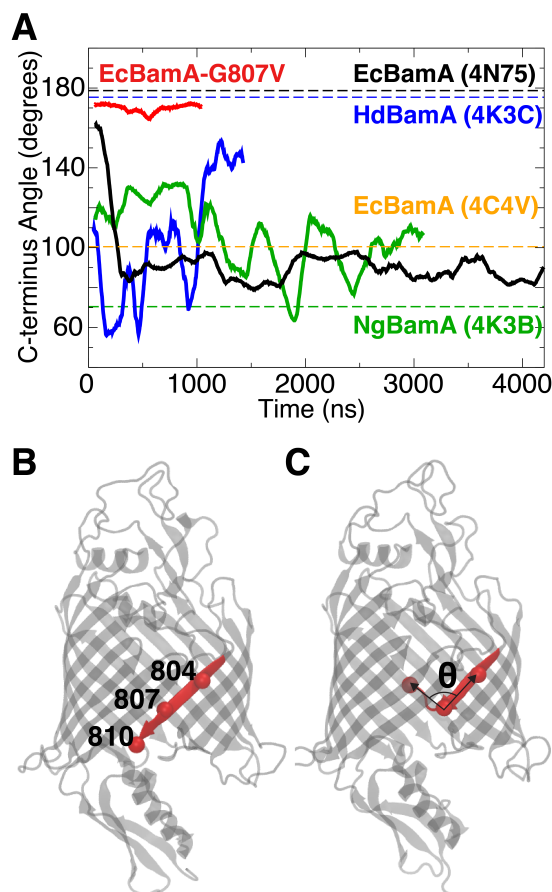 A
C-terminus Angle (degrees)
180
140
100
60
EcBamA-G807V
EcBamA (4N75)
HdBamA (4K3C)
EcBamA (4C4V)
NgBamA (4K3B)
0 1000 2000 3000 4000
Time (ns)
B
804
807
810
C
θ